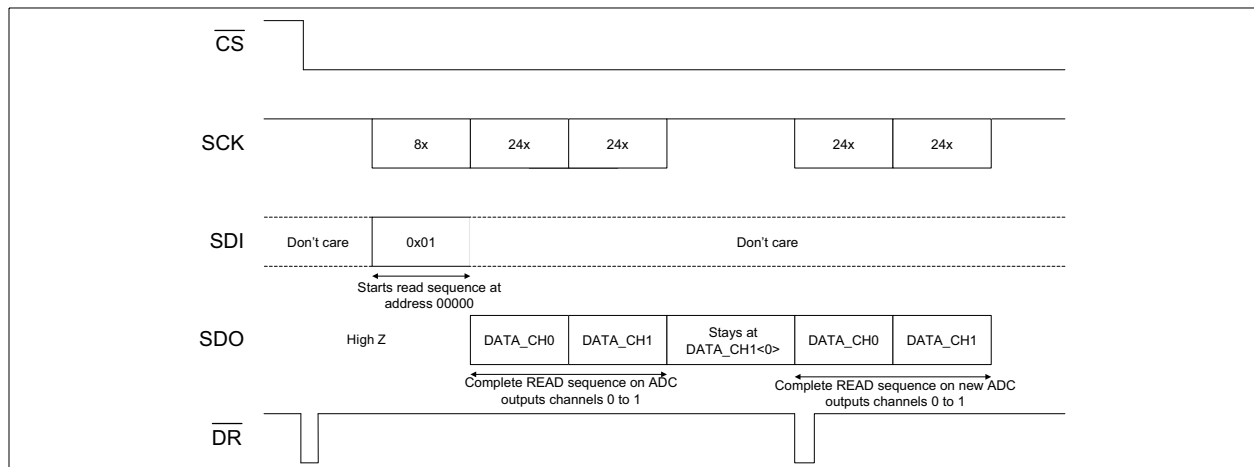 CS
SCK
8x
24x
24x
24x
24x
SDI
Don't care
0x01
Don't care
Starts read sequence at
address 00000
SDO
High Z
DATA_CH0
DATA_CH1
Stays at
DATA_CH1<0>
DATA_CH0
DATA_CH1
Complete READ sequence on ADC
outputs channels 0 to 1
Complete READ sequence on new ADC
outputs channels 0 to 1
DR